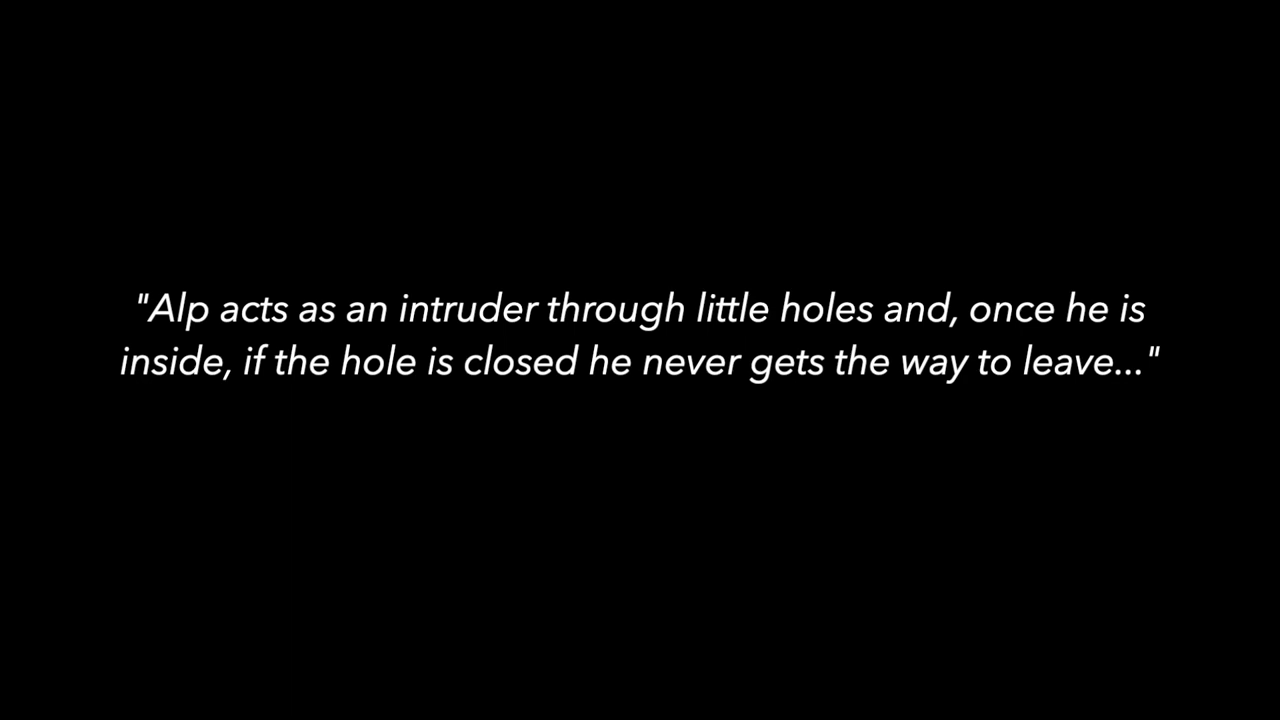 "Alp acts as an intruder through little holes and, once he is
inside, if the hole is closed he never gets the way to leave..."